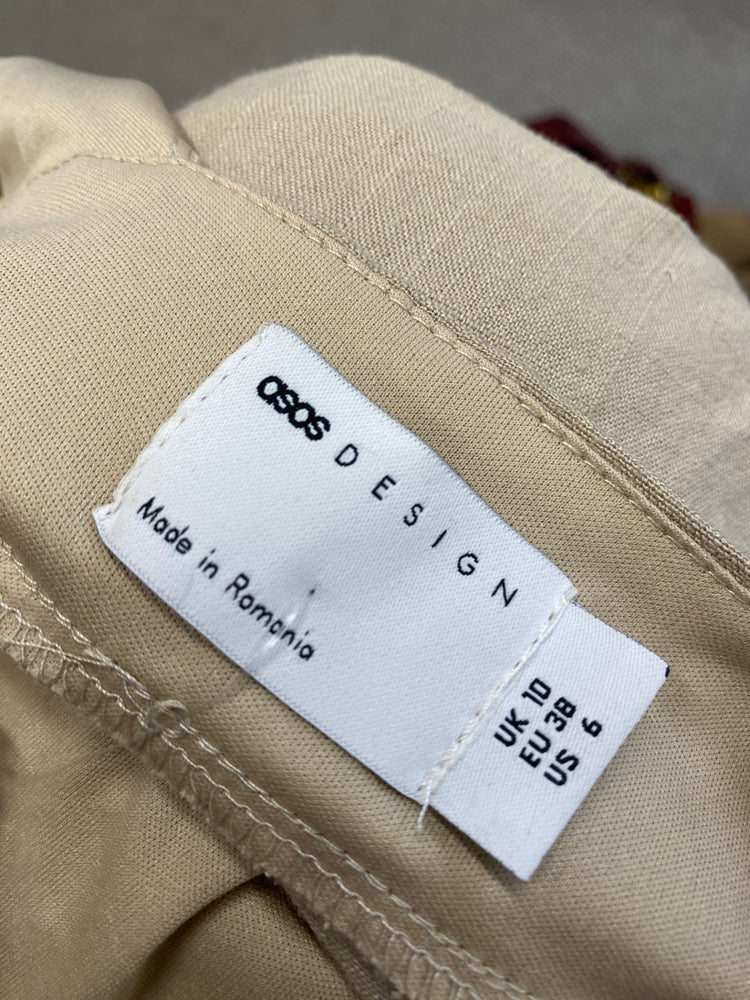 asos DESIGN
Made in Romania
UK 10
EU 38
US 6